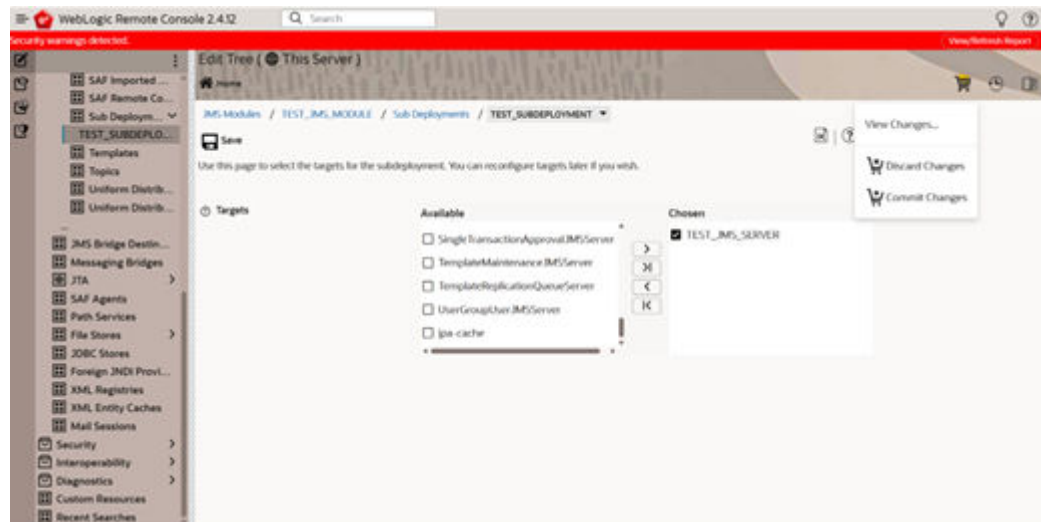 WebLogic Remote Console 2.4.12
Search
Security warnings detected.
View/Refresh Report
Edit Tree ( This Server )
Home
SAF Imported ...
SAF Remote Co...
Sub Deploym...
TEST_SUBDEPLO...
Templates
Topics
Uniform Distrib...
Uniform Distrib...
JMS Bridge Destin...
Messaging Bridges
JTA
SAF Agents
Path Services
File Stores
JDBC Stores
Foreign JNDI Provi...
XML Registries
XML Entity Caches
Mail Sessions
Security
Interoperability
Diagnostics
Custom Resources
Recent Searches
JMS Modules / TEST_JMS_MODULE / Sub Deployments / TEST_SUBDEPLOYMENT
Save
Use this page to select the targets for the subdeployment. You can reconfigure targets later if you wish.
Targets
Available
SingleTransactionApprovalJMSServer
TemplateMaintenanceJMSServer
TemplateReplicationQueueServer
UserGroupUserJMSServer
jpa-cache
Chosen
TEST_JMS_SERVER
View Changes...
Discard Changes
Commit Changes